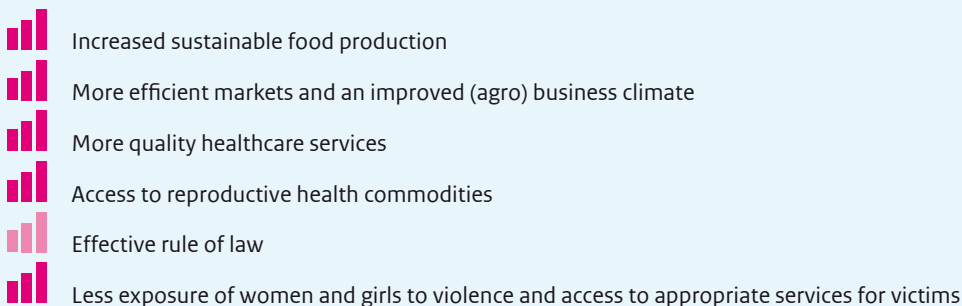 Increased sustainable food production
More efficient markets and an improved (agro) business climate
More quality healthcare services
Access to reproductive health commodities
Effective rule of law
Less exposure of women and girls to violence and access to appropriate services for victims